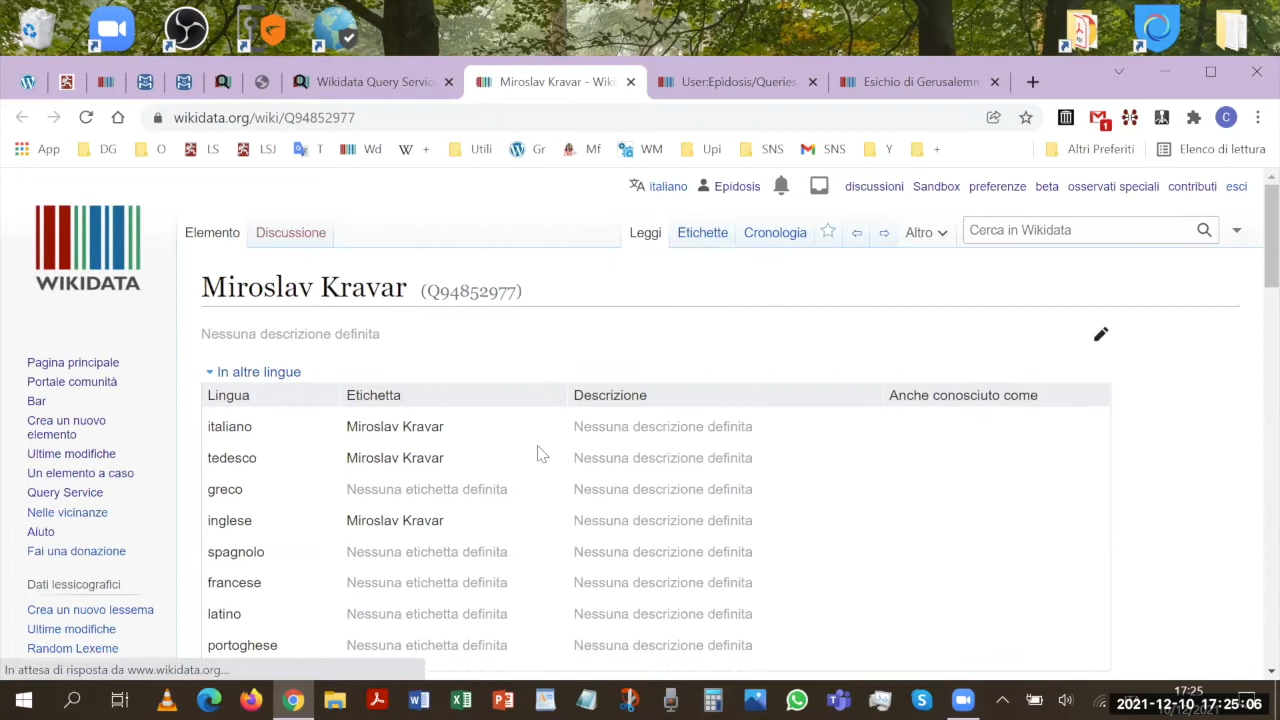 Wikidata Query Servic
Miroslav Kravar - Wiki
User:Epìdosis/Queries
Esichio di Gerusalemm
wikidata.org/wiki/Q94852977
1
C
App
DG
O
LS
LSJ
T
Wd
+
Utili
Gr
Mf
WM
Upi
SNS
SNS
Y
+
Altri Preferiti
Elenco di lettura
italiano
Epìdosis
discussioni
Sandbox
preferenze
beta
osservati speciali
contributi
esci
WIKIDATA
Elemento
Discussione
Leggi
Etichette
Cronologia
Altro
Cerca in Wikidata
Miroslav Kravar (Q94852977)
Nessuna descrizione definita
In altre lingue
Lingua Etichetta Descrizione Anche conosciuto come
italiano Miroslav Kravar Nessuna descrizione definita
tedesco Miroslav Kravar Nessuna descrizione definita
greco Nessuna etichetta definita Nessuna descrizione definita
inglese Miroslav Kravar Nessuna descrizione definita
spagnolo Nessuna etichetta definita Nessuna descrizione definita
francese Nessuna etichetta definita Nessuna descrizione definita
latino Nessuna etichetta definita Nessuna descrizione definita
portoghese Nessuna etichetta definita Nessuna descrizione definita
Pagina principale
Portale comunità
Bar
Crea un nuovo
elemento
Ultime modifiche
Un elemento a caso
Query Service
Nelle vicinanze
Aiuto
Fai una donazione
Dati lessicografici
Crea un nuovo lessema
Ultime modifiche
Random Lexeme
In attesa di risposta da www.wikidata.org...
17:25
2021-12-10 17:25:06